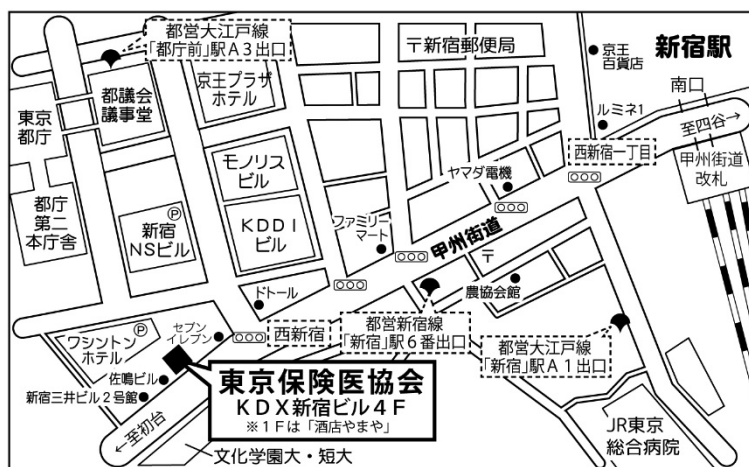 都営大江戸線
「都庁前」駅A3出口
〒新宿郵便局
京王
百貨店
新宿駅
南口
至四谷→
ルミネ1
甲州街道
改札
西新宿一丁目
東京
都庁
都議会
議事堂
京王プラザ
ホテル
モノリス
ビル
ヤマダ電機
都庁
第二
本庁舎
P
新宿
NSビル
KDDI
ビル
ファミリー
マート
甲州街道
〒
農協会館
ドトール
P
ワシントン
ホテル
セブン
イレブン
西新宿
都営新宿線
「新宿」駅6番出口
都営大江戸線
「新宿」駅A1出口
佐鳴ビル
新宿三井ビル2号館
東京保険医協会
KDX新宿ビル4F
※1Fは「酒店やまや」
←至初台
文化学園大・短大
JR東京
総合病院